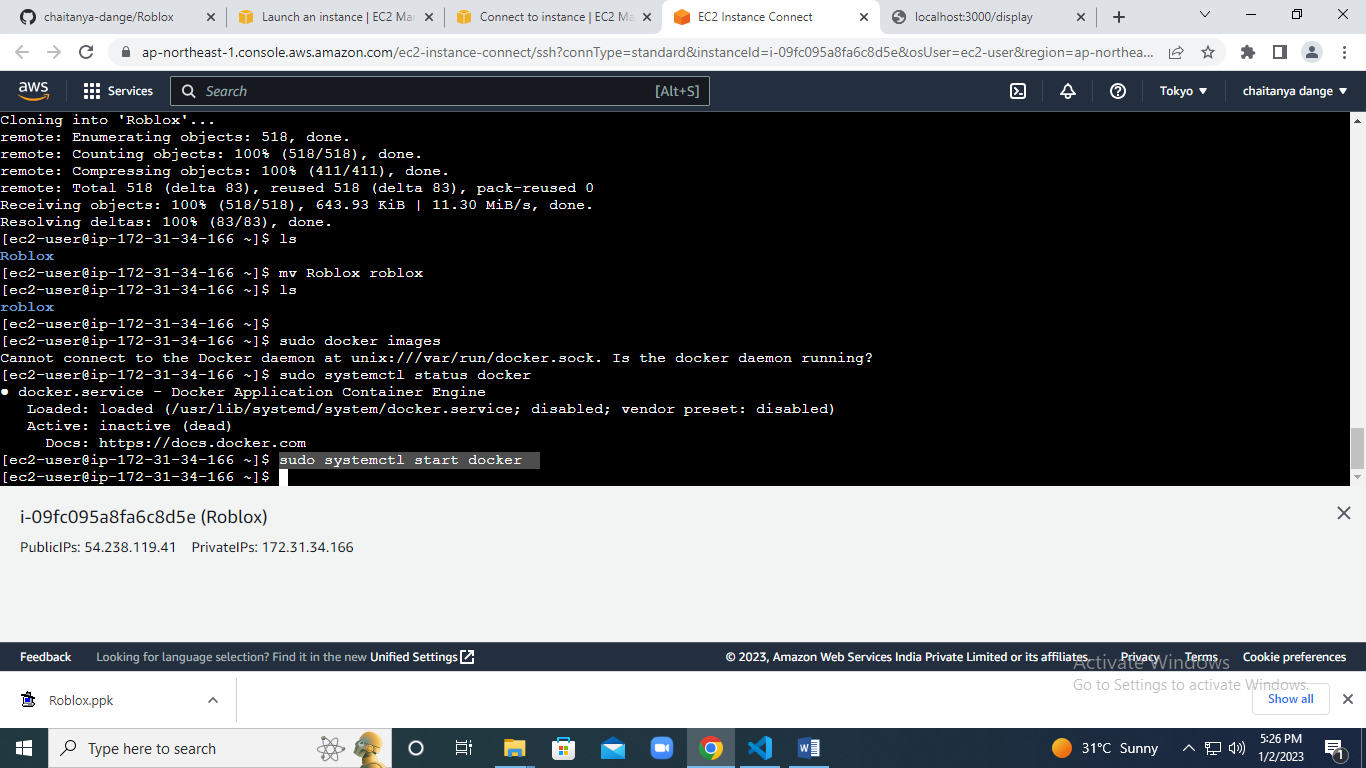 chaitanya-dange/Roblox
Launch an instance | EC2 Mar
Connect to instance | EC2 Ma
EC2 Instance Connect
localhost:3000/display
ap-northeast-1.console.aws.amazon.com/ec2-instance-connect/ssh?connType=standard&instanceId=i-09fc095a8fa6c8d5e&osUser=ec2-user&region=ap-northea...
aws
Services
Search
[Alt+S]
Tokyo
chaitanya dange
Cloning into 'Roblox'...
remote: Enumerating objects: 518, done.
remote: Counting objects: 100% (518/518), done.
remote: Compressing objects: 100% (411/411), done.
remote: Total 518 (delta 83), reused 518 (delta 83), pack-reused 0
Receiving objects: 100% (518/518), 643.93 KiB | 11.30 MiB/s, done.
Resolving deltas: 100% (83/83), done.
[ec2-user@ip-172-31-34-166 ~]$ ls
Roblox
[ec2-user@ip-172-31-34-166 ~]$ mv Roblox roblox
[ec2-user@ip-172-31-34-166 ~]$ ls
roblox
[ec2-user@ip-172-31-34-166 ~]$
[ec2-user@ip-172-31-34-166 ~]$ sudo docker images
Cannot connect to the Docker daemon at unix:///var/run/docker.sock. Is the docker daemon running?
[ec2-user@ip-172-31-34-166 ~]$ sudo systemctl status docker
● docker.service - Docker Application Container Engine
Loaded: loaded (/usr/lib/systemd/system/docker.service; disabled; vendor preset: disabled)
Active: inactive (dead)
Docs: https://docs.docker.com
[ec2-user@ip-172-31-34-166 ~]$ sudo systemctl start docker
[ec2-user@ip-172-31-34-166 ~]$
i-09fc095a8fa6c8d5e (Roblox)
PublicIPs: 54.238.119.41 PrivateIPs: 172.31.34.166
Feedback
Looking for language selection? Find it in the new Unified Settings
© 2023, Amazon Web Services India Private Limited or its affiliates.
Privacy
Terms
Cookie preferences
Activate Windows
Go to Settings to activate Windows.
Roblox.ppk
Show all
Type here to search
31°C Sunny
5:26 PM
1/2/2023
1